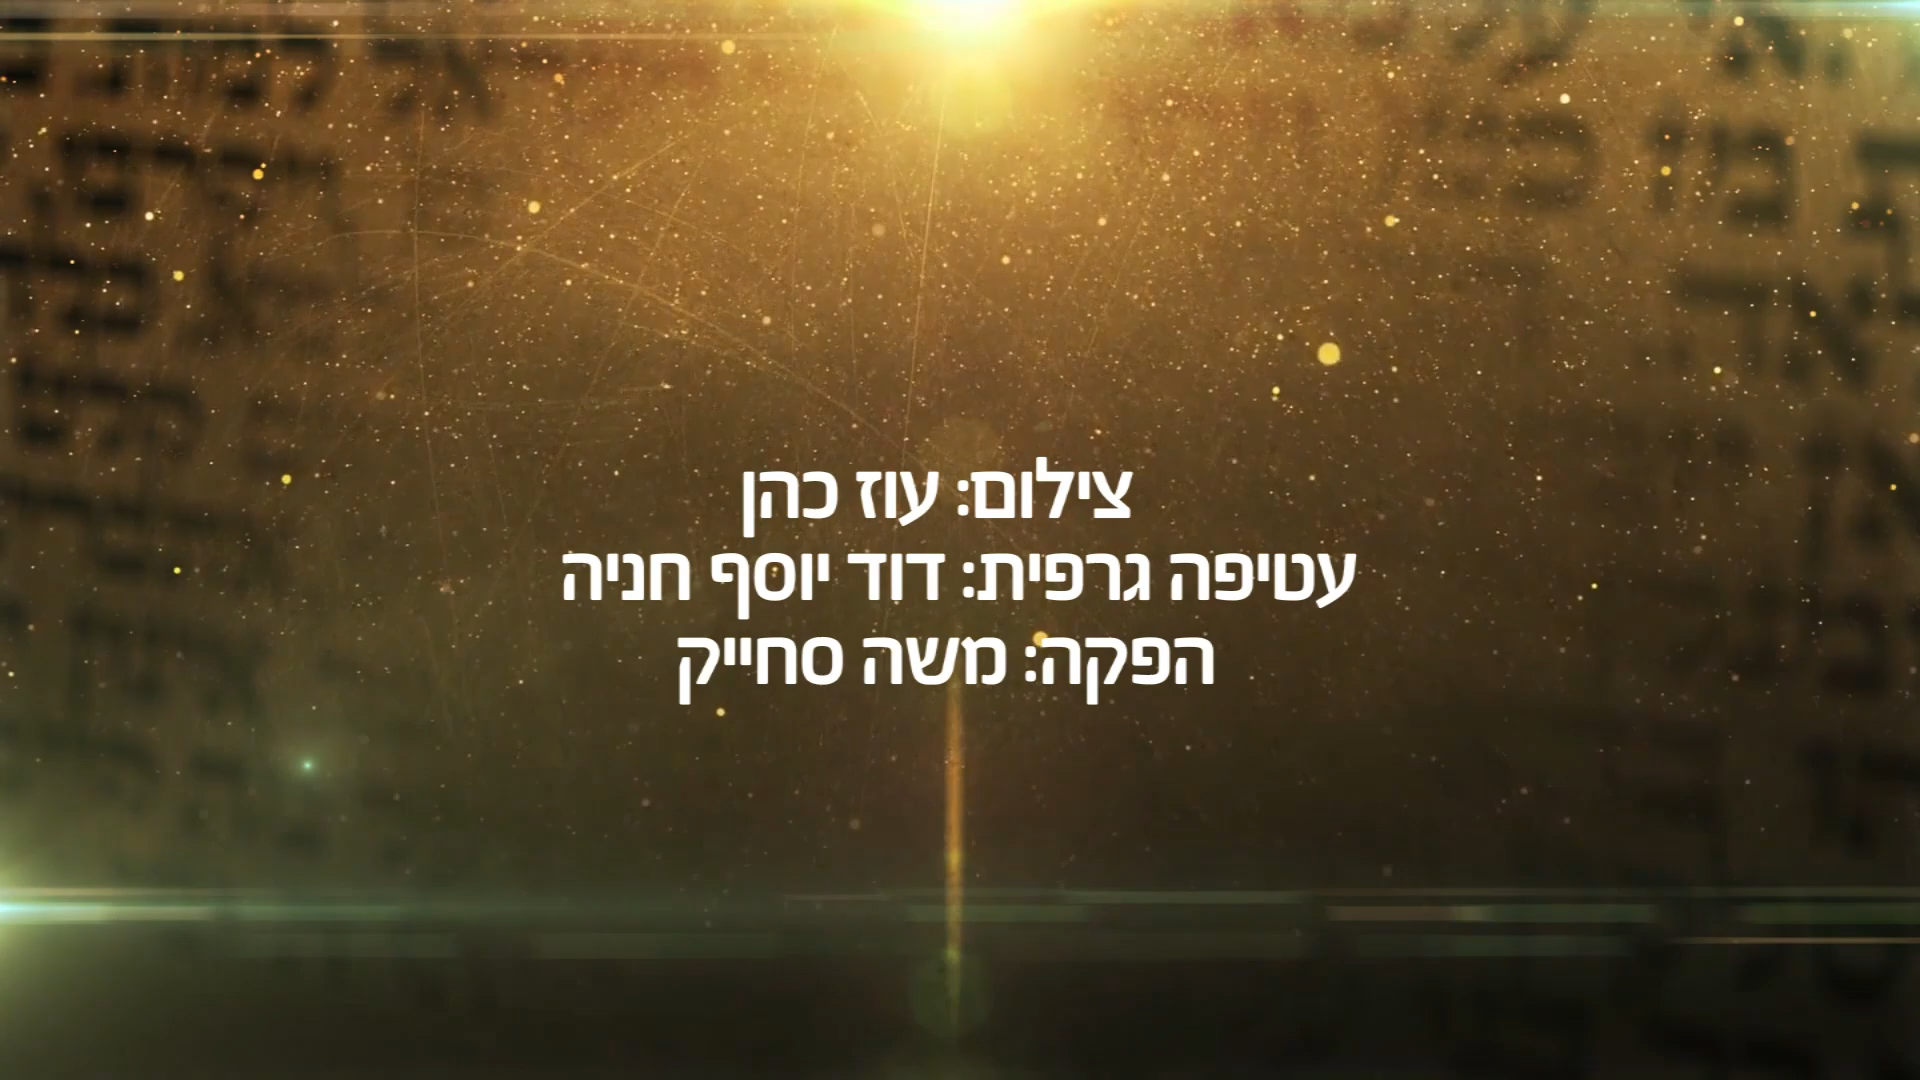 צילום: עוז כהן
עטיפה גרפית: דוד יוסף חניה
הפקה: משה סחייק